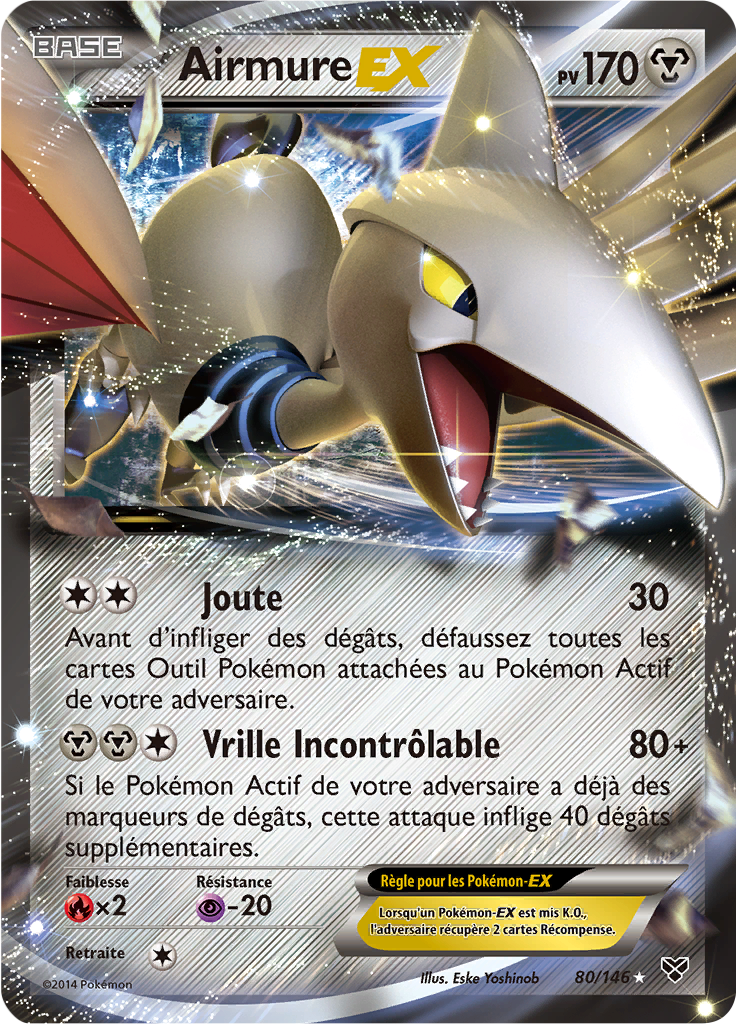 BASE
Airmure EX
PV 170
Joute 30
Avant d'infliger des dégâts, défaussez toutes les
cartes Outil Pokémon attachées au Pokémon Actif
de votre adversaire.
Vrille Incontrôlable 80+
Si le Pokémon Actif de votre adversaire a déjà des
marqueurs de dégâts, cette attaque inflige 40 dégâts
supplémentaires.
Faiblesse
×2
Résistance
-20
Retraite
Règle pour les Pokémon-EX
Lorsqu'un Pokémon-EX est mis K.O.,
l'adversaire récupère 2 cartes Récompense.
©2014 Pokémon
Illus. Eske Yoshinob
80/146 ★